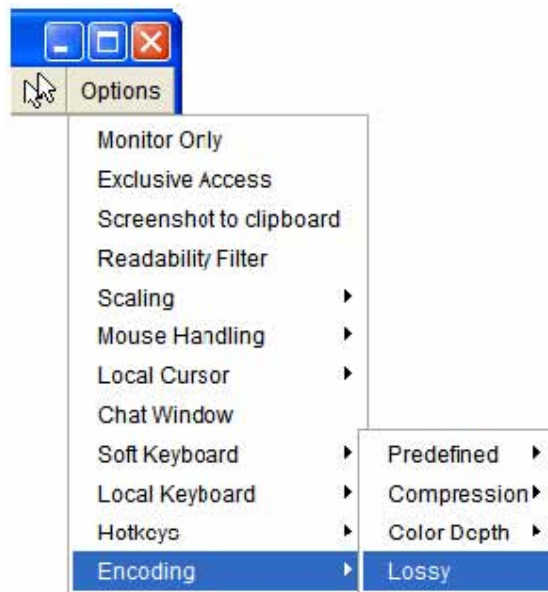 Options
Monitor Only
Exclusive Access
Screenshot to clipboard
Readability Filter
Scaling
Mouse Handling
Local Cursor
Chat Window
Soft Keyboard
Predefined
Local Keyboard
Compression
Hotkeys
Color Depth
Encoding
Lossy